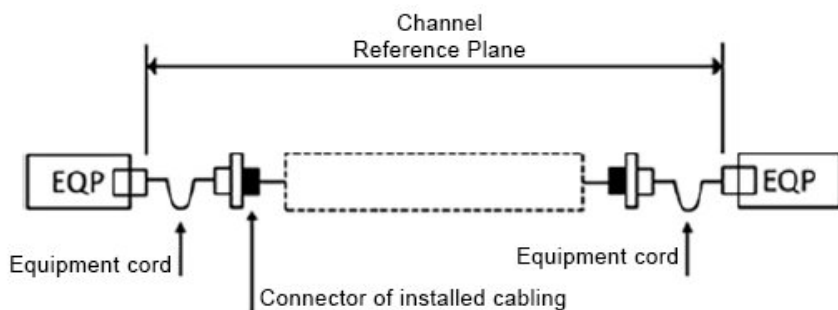 Channel
Reference Plane
EQP
EQP
Equipment cord
Equipment cord
Connector of installed cabling